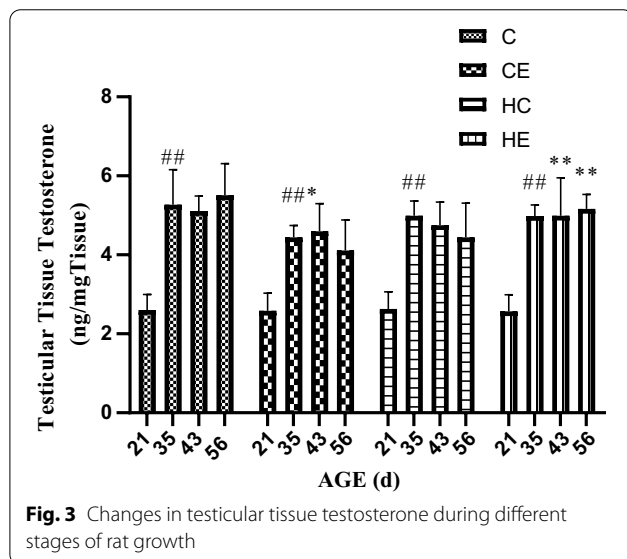 C
CE
HC
HE
Testicular Tissue Testosterone
(ng/mgTissue)
8
6
4
2
0
##
##*
##
##
**
**
21 35 43 56 21 35 43 56 21 35 43 56 21 35 43 56
AGE (d)
Fig. 3 Changes in testicular tissue testosterone during different
stages of rat growth